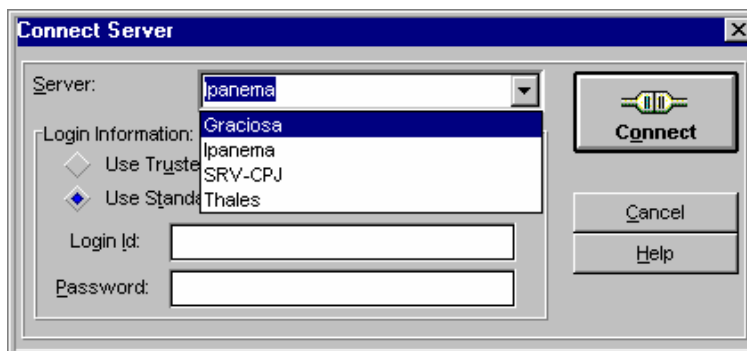 Connect Server
Server:
Ipanema
Graciosa
Ipanema
SRV-CPJ
Thales
Login Information:
Use Truste
Use Standa
Login Id:
Password:
Connect
Cancel
Help